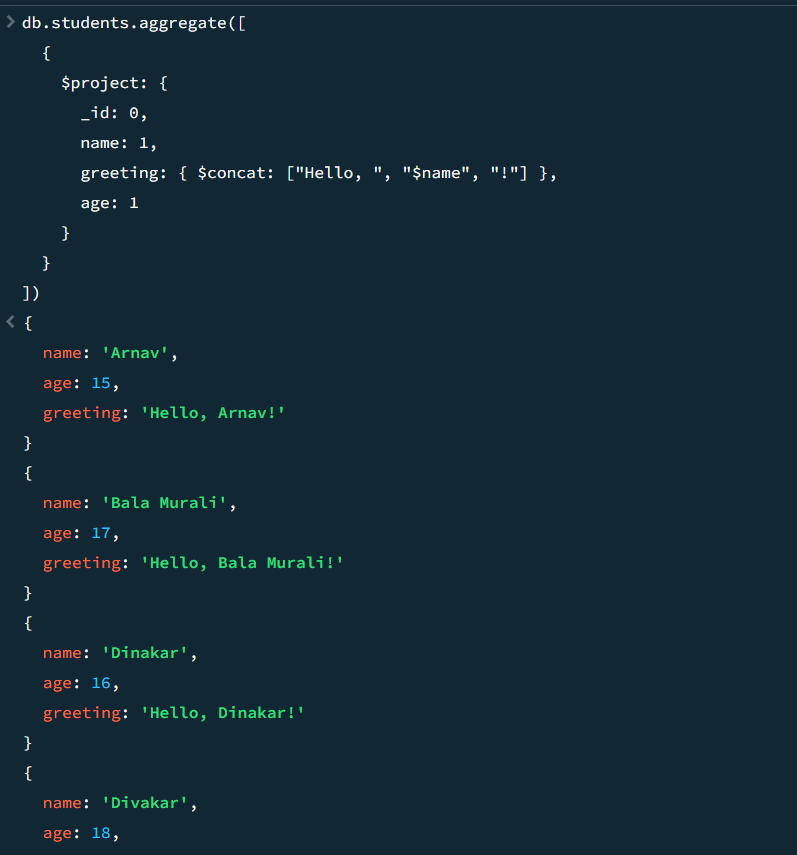 db.students.aggregate([
{
$project: {
_id: 0,
name: 1,
greeting: { $concat: ["Hello, ", "$name", "!"] },
age: 1
}
}
])
{
name: 'Arnav',
age: 15,
greeting: 'Hello, Arnav!'
}
{
name: 'Bala Murali',
age: 17,
greeting: 'Hello, Bala Murali!'
}
{
name: 'Dinakar',
age: 16,
greeting: 'Hello, Dinakar!'
}
{
name: 'Divakar',
age: 18,